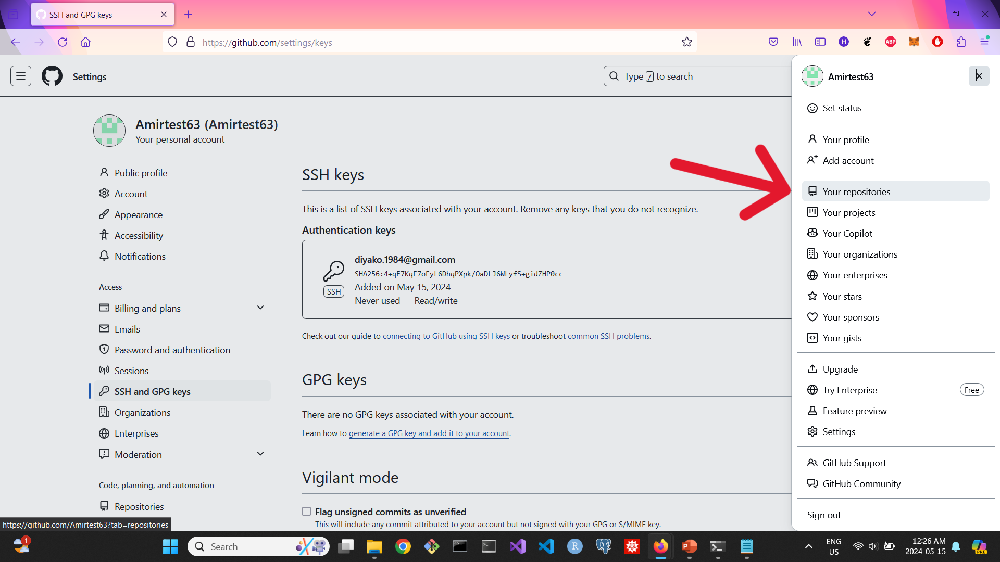 SSH and GPG keys
https://github.com/settings/keys
H
ABP
Settings
Type / to search
Amirtest63
Set status
Your profile
Add account
Your repositories
Your projects
Your Copilot
Your organizations
Your enterprises
Your stars
Your sponsors
Your gists
Upgrade
Try Enterprise
Free
Feature preview
Settings
GitHub Support
GitHub Community
Sign out
Amirtest63 (Amirtest63)
Your personal account
Public profile
Account
Appearance
Accessibility
Notifications
Access
Billing and plans
Emails
Password and authentication
Sessions
SSH and GPG keys
Organizations
Enterprises
Moderation
Code, planning, and automation
Repositories
SSH keys
This is a list of SSH keys associated with your account. Remove any keys that you do not recognize.
Authentication keys
diyako.1984@gmail.com
SHA256:4+qE7KqF7oFyL6DhqPXpk/OaDLJ6WLyfS+gidZHP0cc
SSH
Added on May 15, 2024
Never used — Read/write
Check out our guide to connecting to GitHub using SSH keys or troubleshoot common SSH problems.
GPG keys
There are no GPG keys associated with your account.
Learn how to generate a GPG key and add it to your account.
Vigilant mode
Flag unsigned commits as unverified
This will include any commit attributed to your account but not signed with your GPG or S/MIME key.
https://github.com/Amirtest63?tab=repositories
1
Search
R
P
ENG
US
12:26 AM
2024-05-15
PRE